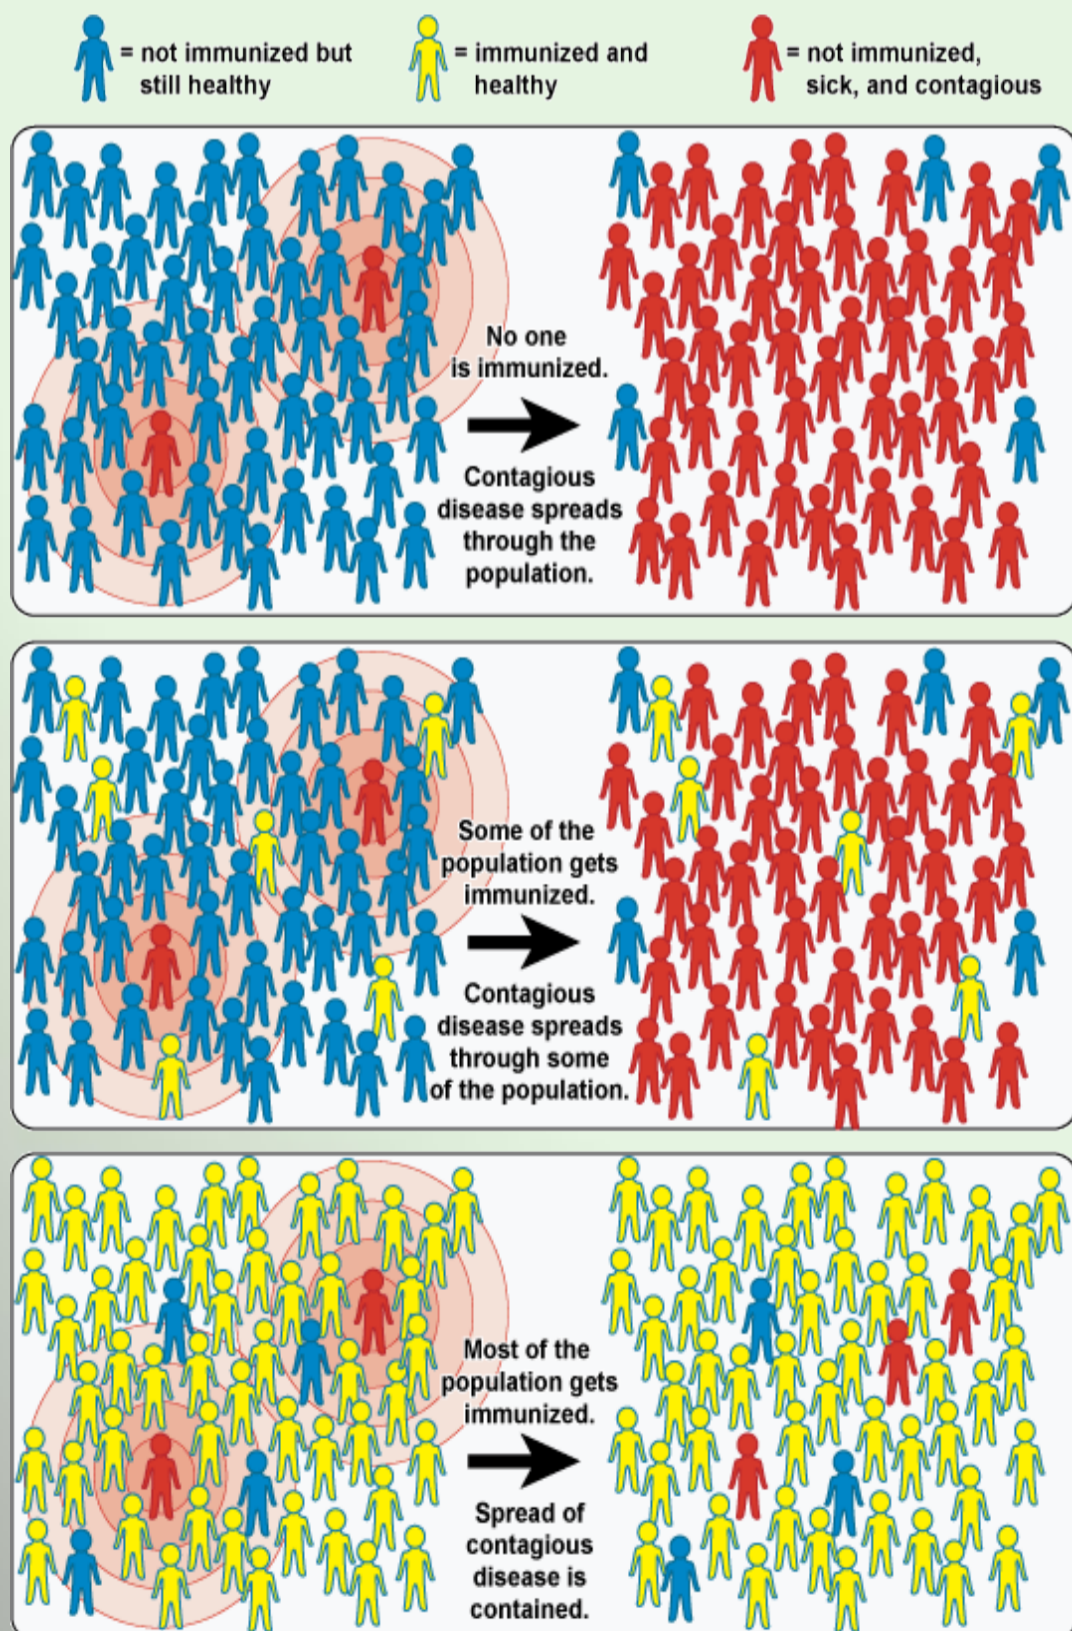 = not immunized but
still healthy
= immunized and
healthy
= not immunized,
sick, and contagious
No one
is immunized.
Contagious
disease spreads
through the
population.
Some of the
population gets
immunized.
Contagious
disease spreads
through some
of the population.
Most of the
population gets
immunized.
Spread of
contagious
disease is
contained.